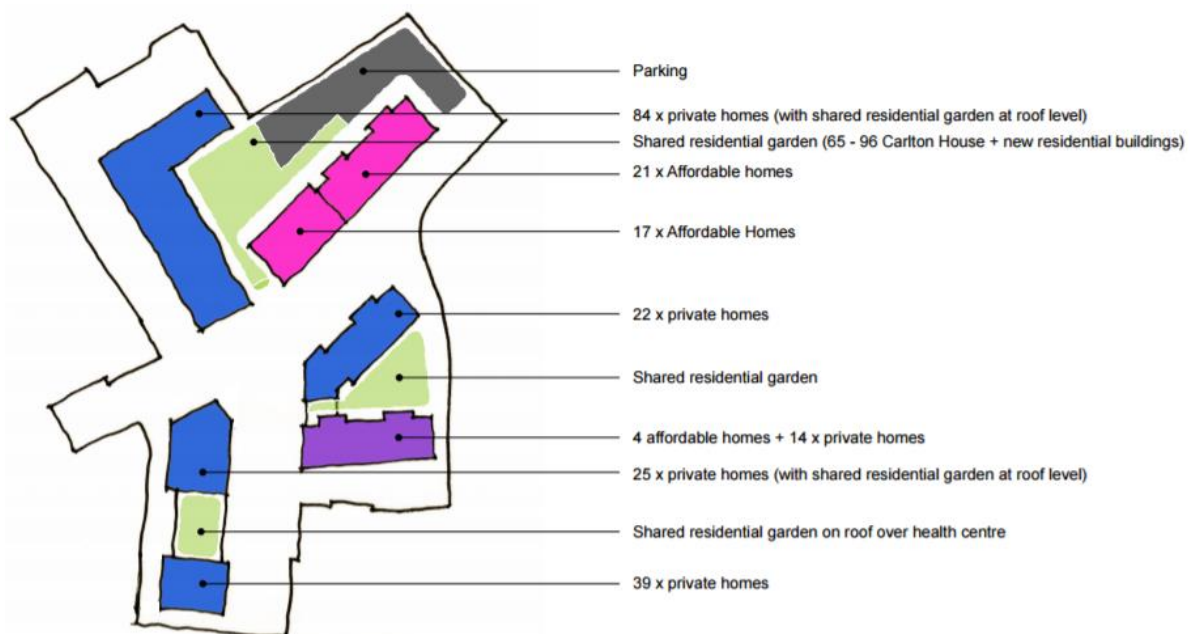 Parking
84 x private homes (with shared residential garden at roof level)
Shared residential garden (65 - 96 Carlton House + new residential buildings)
21 x Affordable homes
17 x Affordable Homes
22 x private homes
Shared residential garden
4 affordable homes + 14 x private homes
25 x private homes (with shared residential garden at roof level)
Shared residential garden on roof over health centre
39 x private homes